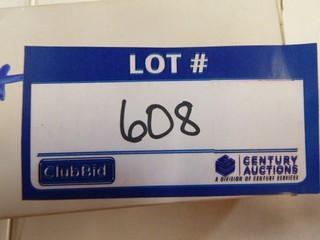 LOT #
608
ClubBid
CENTURY
AUCTIONS
A DIVISION OF CENTURY SERVICES